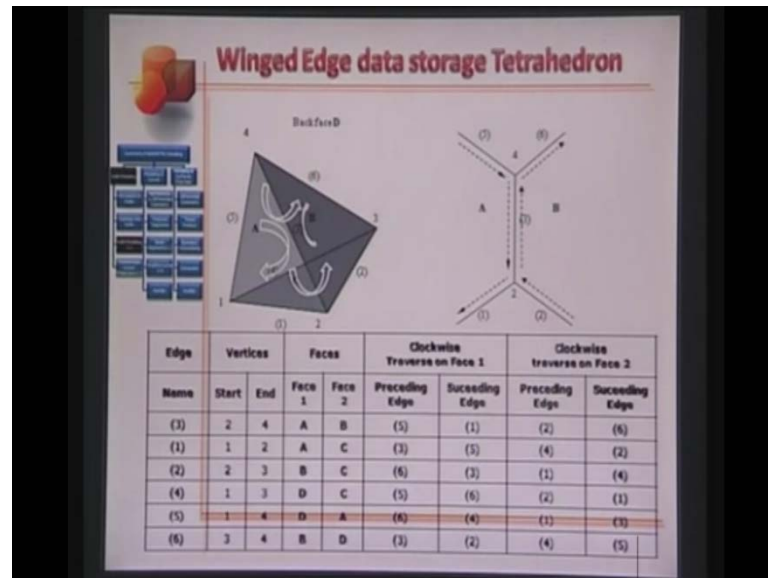 Winged Edge data storage Tetrahedron
Backface D
4
(6)
(5)
A
B
3
(2)
1
(1)
2
(5)
(6)
4
A
B
(3)
2
(1)
(2)
Edge Vertices Faces Clockwise Traverse on Face 1 Clockwise traverse on Face 2
Name Start End Face 1 Face 2 Preceding Edge Suceeding Edge Preceding Edge Suceeding Edge
(3) 2 4 A B (5) (1) (2) (6)
(1) 1 2 A C (3) (5) (4) (2)
(2) 2 3 B C (6) (3) (1) (4)
(4) 1 3 D C (5) (6) (2) (1)
(5) 1 4 D A (6) (4) (1) (3)
(6) 3 4 B D (3) (2) (4) (5)